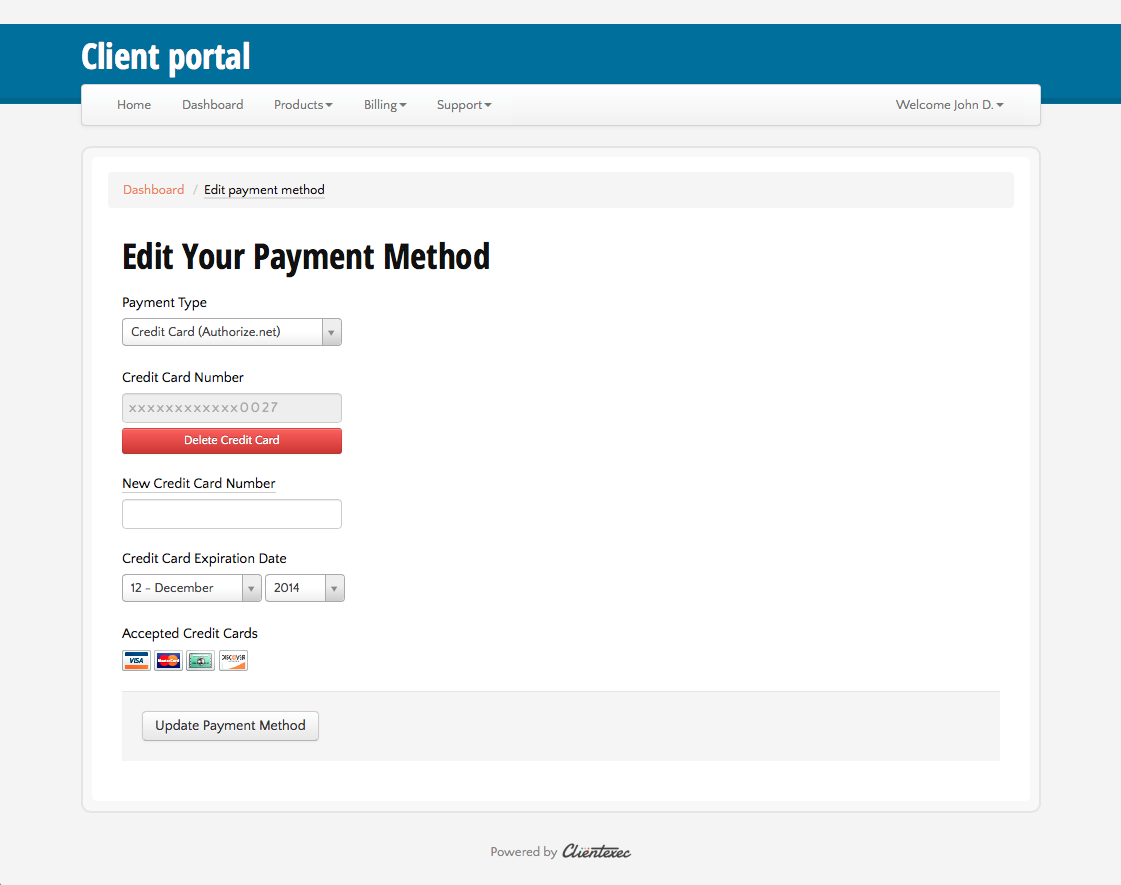 Client portal
Home Dashboard Products Billing Support Welcome John D.
Dashboard / Edit payment method
Edit Your Payment Method
Payment Type
Credit Card (Authorize.net)
Credit Card Number
xxxxxxxxxxxx0027
Delete Credit Card
New Credit Card Number
Credit Card Expiration Date
12 - December 2014
Accepted Credit Cards
VISA MasterCard DISCOVER
Update Payment Method
Powered by Clientexec